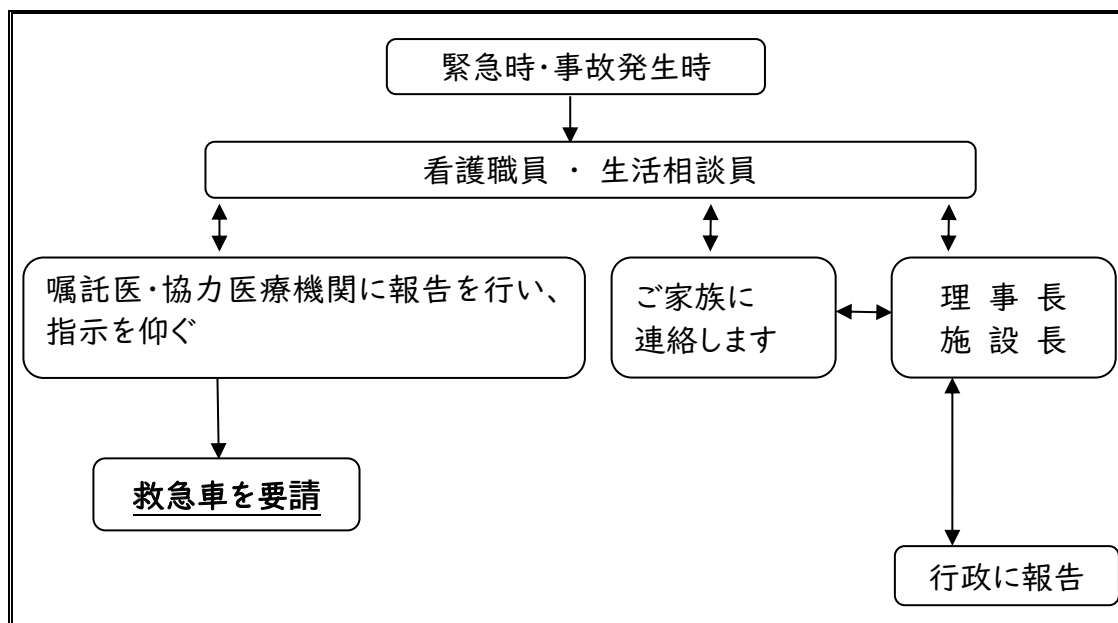 緊急時・事故発生時
看護職員 ・ 生活相談員
嘱託医・協力医療機関に報告を行い、
指示を仰ぐ
ご家族に
連絡します
理 事 長
施 設 長
救急車を要請
行政に報告